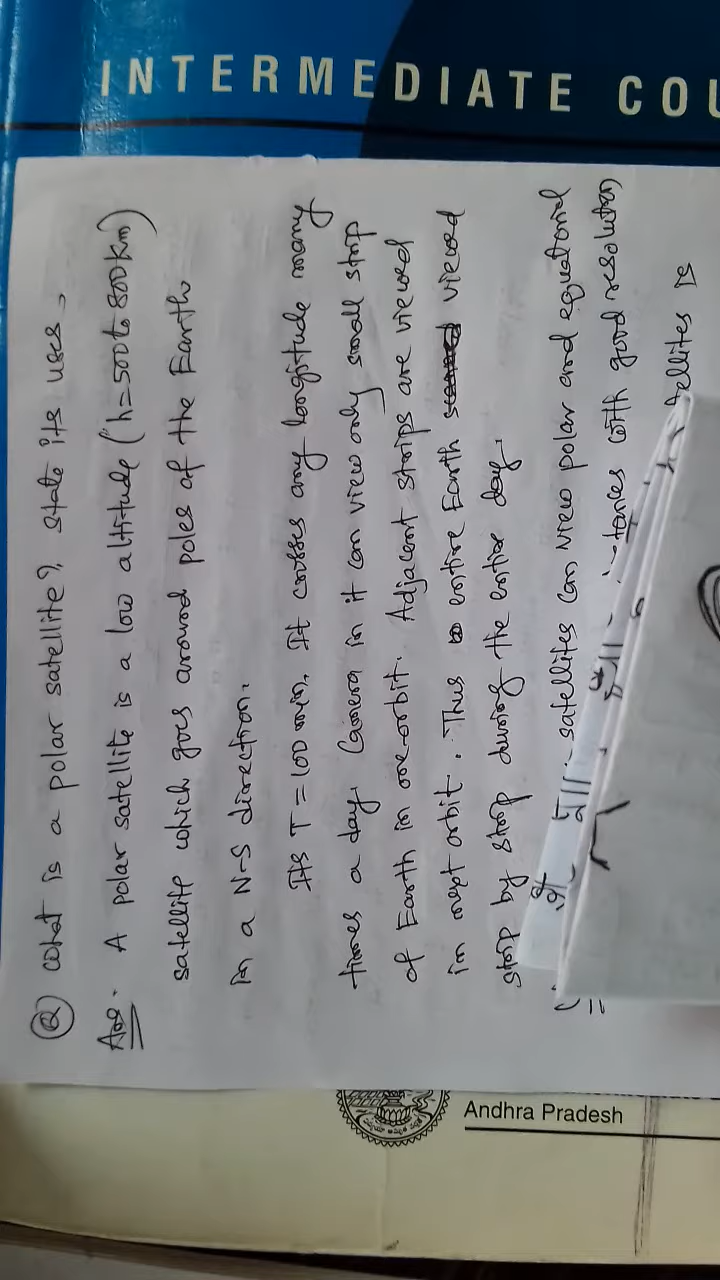 INTERMEDIATE COU
Q What is a polar satellite? State its uses.
Ans. A polar satellite is a low altitude (h=500 to 800 km)
satellite which goes around poles of the Earth
in a N-S direction.
Its T = 100 min. It crosses any longitude many
times a day. Camera in it can view only small strip
of Earth in one orbit. Adjacent strips are viewed
in next orbit. Thus entire Earth viewed
strip by strip during the entire day.
satellites can view polar and equatorial
with good resolution
tellites is
Andhra Pradesh